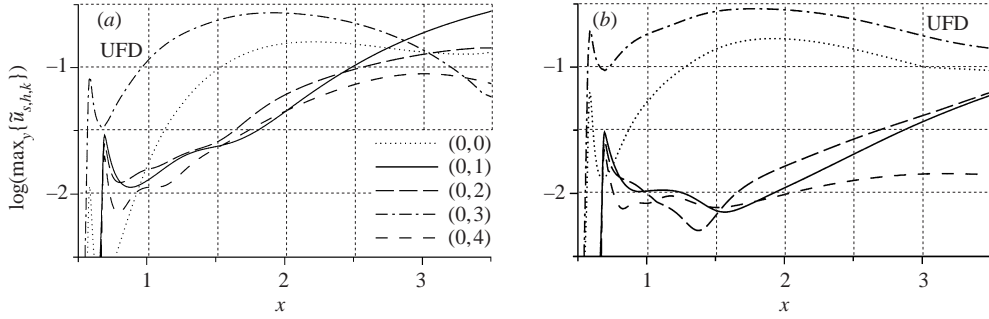 (a)
UFD
(b)
UFD
log(max_y{ũ_{s,h,k}})
−1
−2
(0,0)
(0,1)
(0,2)
(0,3)
(0,4)
1
2
3
x
−1
−2
1
2
3
x